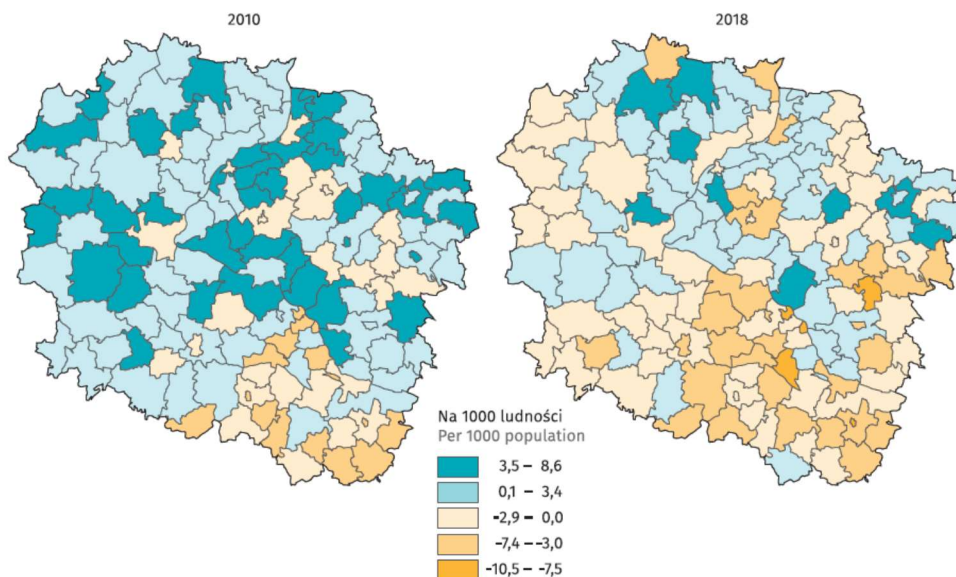 2010
2018
Na 1000 ludności
Per 1000 population
3,5 – 8,6
0,1 – 3,4
-2,9 – 0,0
-7,4 – -3,0
-10,5 – -7,5